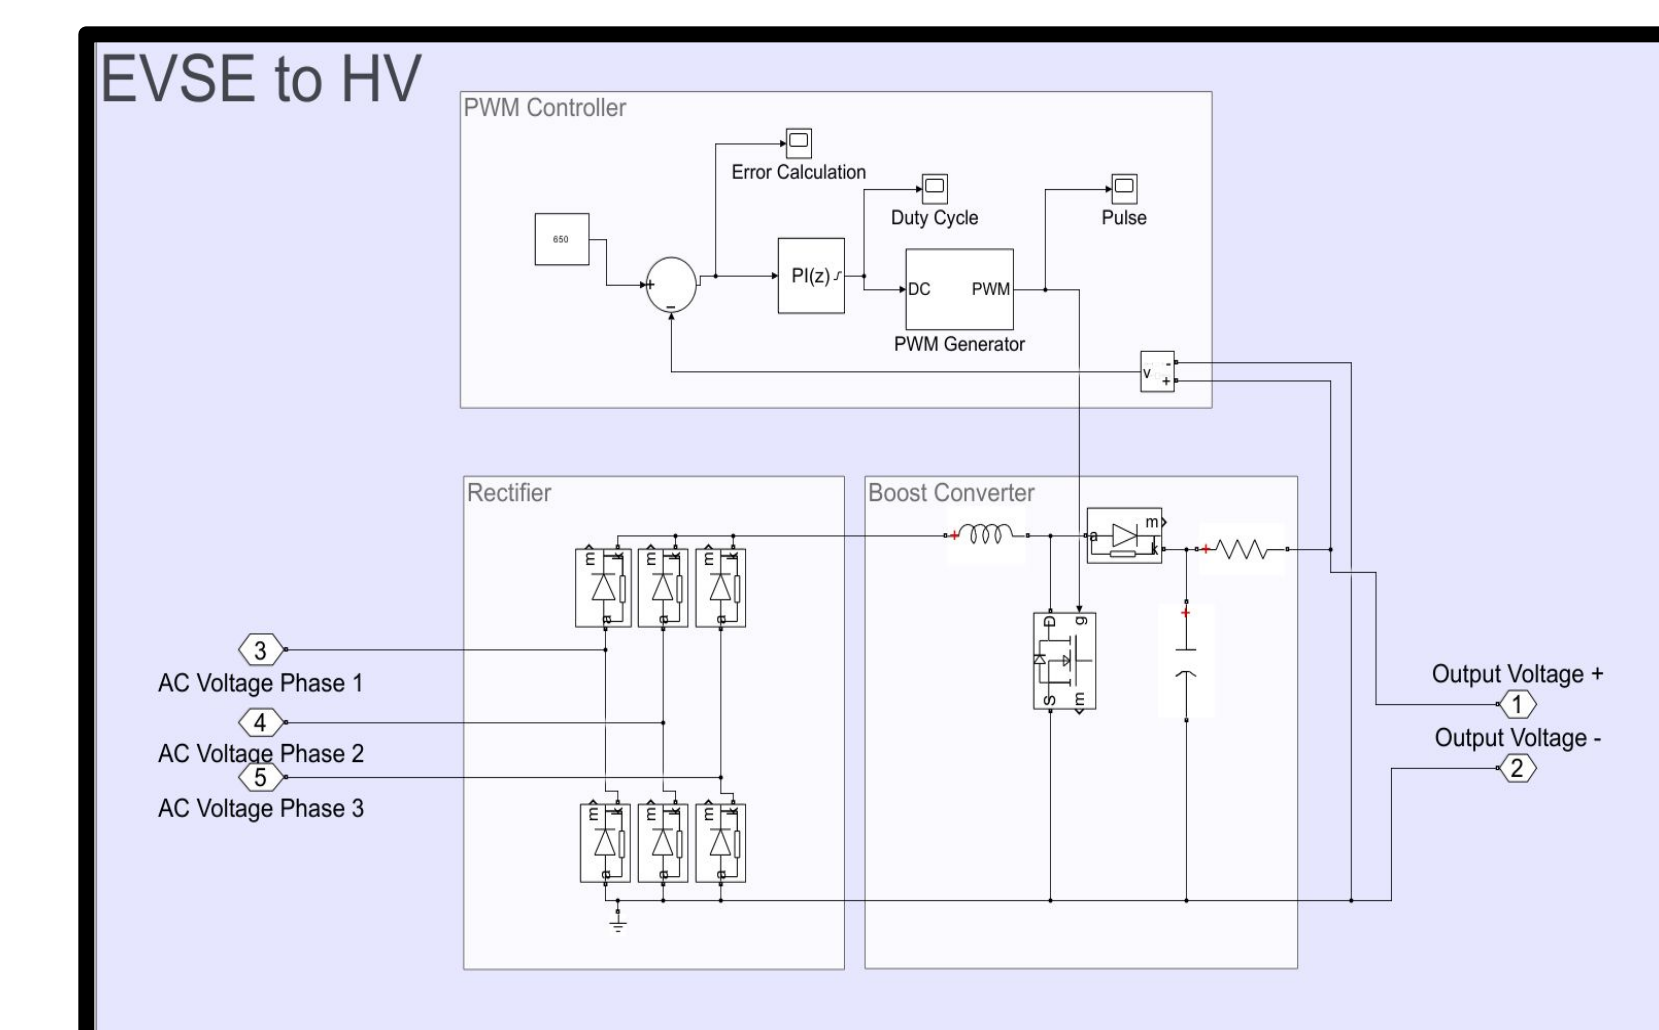 EVSE to HV
PWM Controller
Error Calculation
Duty Cycle
Pulse
650
+
−
PI(z)
DC PWM
PWM Generator
v - +
Rectifier
Boost Converter
m k a
m k a
m k a
+
a m k
+
D g
S m
+
3
AC Voltage Phase 1
4
AC Voltage Phase 2
5
AC Voltage Phase 3
m k a
m k a
m k a
Output Voltage +
1
Output Voltage -
2